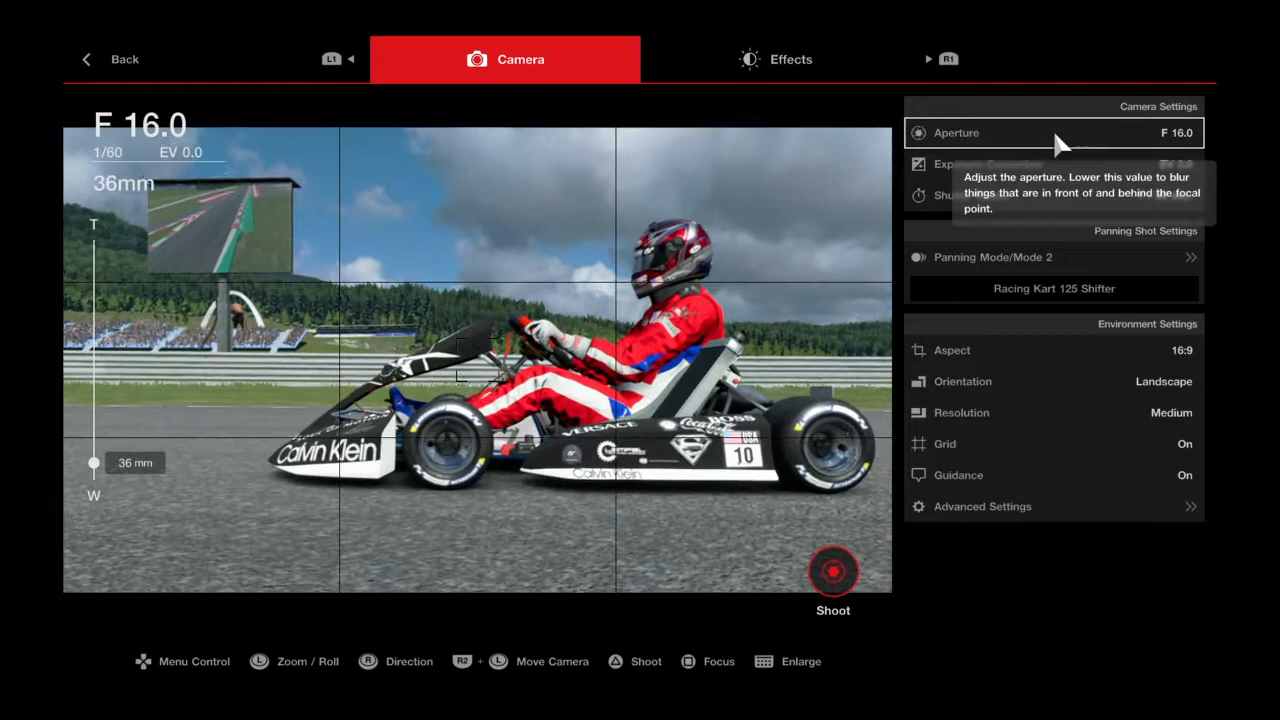 Back
L1
Camera
Effects
R1
F 16.0
1/60 EV 0.0
36mm
T
36 mm
W
Calvin Klein
VERSACE
Coca-Cola
BOSS
USA
10
Calvin Klein
Shoot
Camera Settings
Aperture F 16.0
Adjust the aperture. Lower this value to blur
things that are in front of and behind the focal
point.
Panning Shot Settings
Panning Mode/Mode 2
Racing Kart 125 Shifter
Environment Settings
Aspect 16:9
Orientation Landscape
Resolution Medium
Grid On
Guidance On
Advanced Settings
Menu Control L Zoom / Roll R Direction R2 + L Move Camera Shoot Focus Enlarge